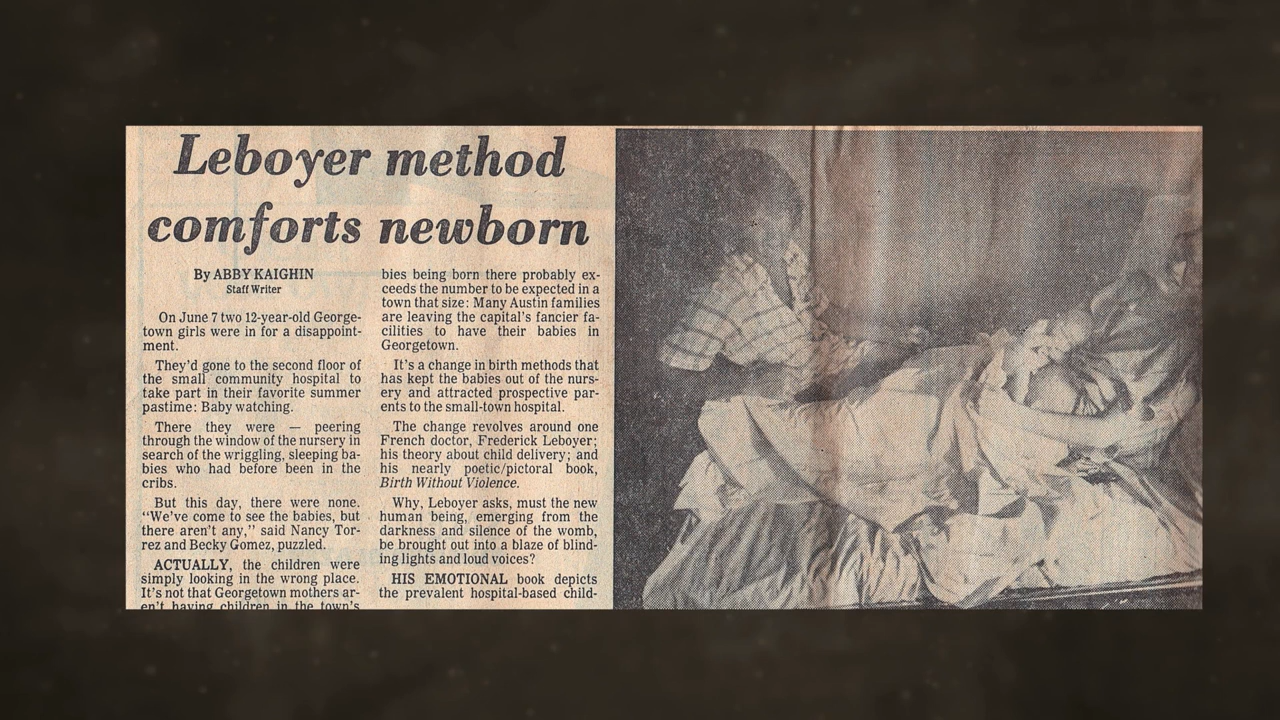 Leboyer method
comforts newborn
By ABBY KAIGHIN
Staff Writer
On June 7 two 12-year-old George-
town girls were in for a disappoint-
ment.
They'd gone to the second floor of
the small community hospital to
take part in their favorite summer
pastime: Baby watching.
There they were — peering
through the window of the nursery in
search of the wriggling, sleeping ba-
bies who had before been in the
cribs.
But this day, there were none.
"We've come to see the babies, but
there aren't any," said Nancy Tor-
rez and Becky Gomez, puzzled.
ACTUALLY, the children were
simply looking in the wrong place.
It's not that Georgetown mothers ar-
en't having children in the town's
bies being born there probably ex-
ceeds the number to be expected in a
town that size: Many Austin families
are leaving the capital's fancier fa-
cilities to have their babies in
Georgetown.
It's a change in birth methods that
has kept the babies out of the nurs-
ery and attracted prospective par-
ents to the small-town hospital.
The change revolves around one
French doctor, Frederick Leboyer;
his theory about child delivery; and
his nearly poetic/pictoral book,
Birth Without Violence.
Why, Leboyer asks, must the new
human being, emerging from the
darkness and silence of the womb,
be brought out into a blaze of blind-
ing lights and loud voices?
HIS EMOTIONAL book depicts
the prevalent hospital-based child-